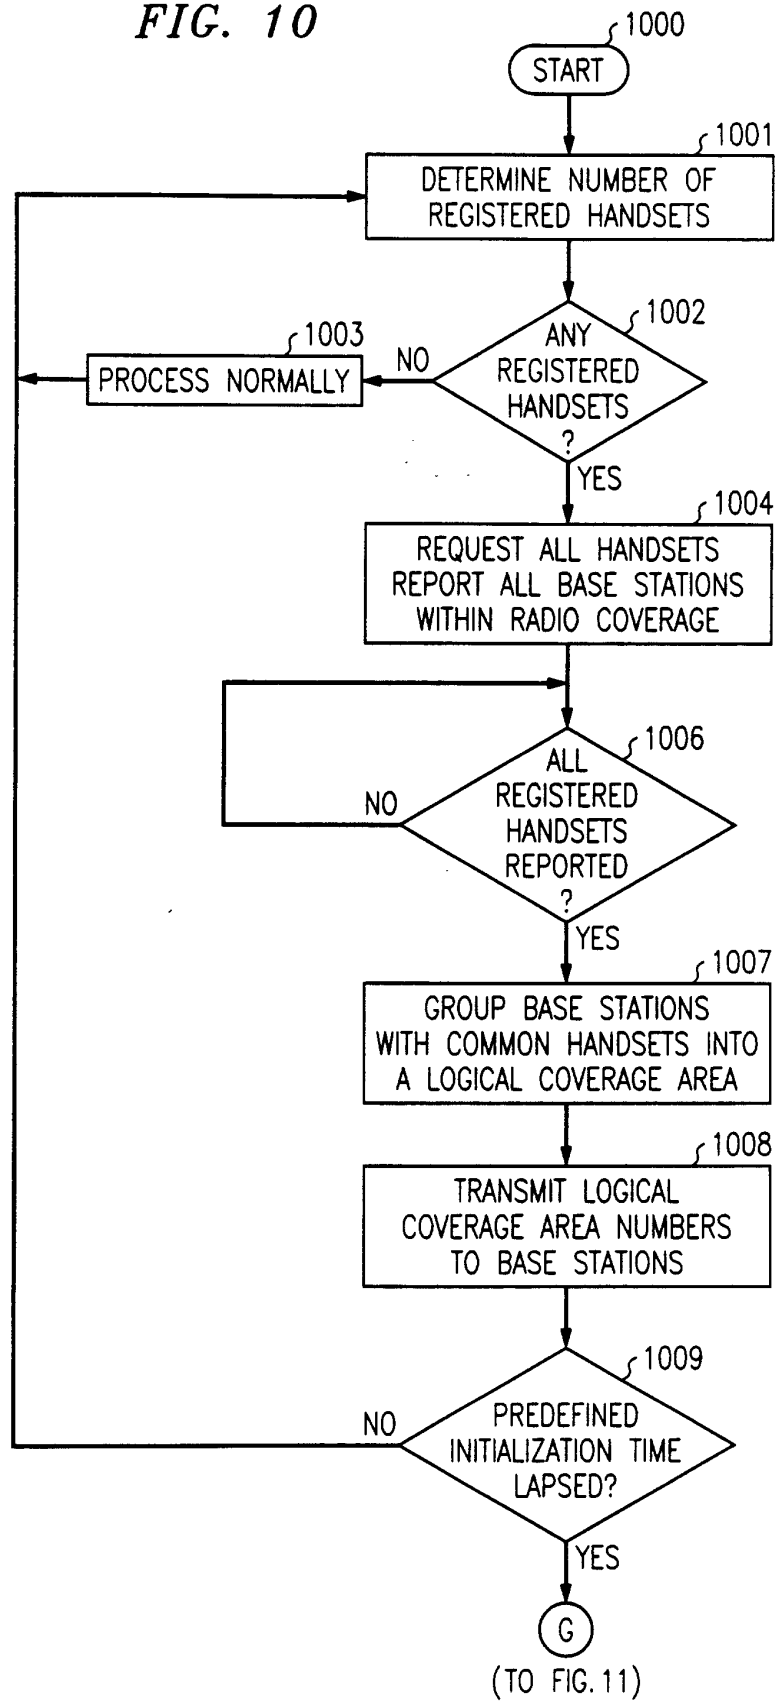 FIG. 10
1000
START
1001
DETERMINE NUMBER OF
REGISTERED HANDSETS
1002
ANY
REGISTERED
HANDSETS
?
NO
1003
PROCESS NORMALLY
YES
1004
REQUEST ALL HANDSETS
REPORT ALL BASE STATIONS
WITHIN RADIO COVERAGE
1006
ALL
REGISTERED
HANDSETS
REPORTED
?
NO
YES
1007
GROUP BASE STATIONS
WITH COMMON HANDSETS INTO
A LOGICAL COVERAGE AREA
1008
TRANSMIT LOGICAL
COVERAGE AREA NUMBERS
TO BASE STATIONS
1009
PREDEFINED
INITIALIZATION TIME
LAPSED?
NO
YES
G
(TO FIG. 11)